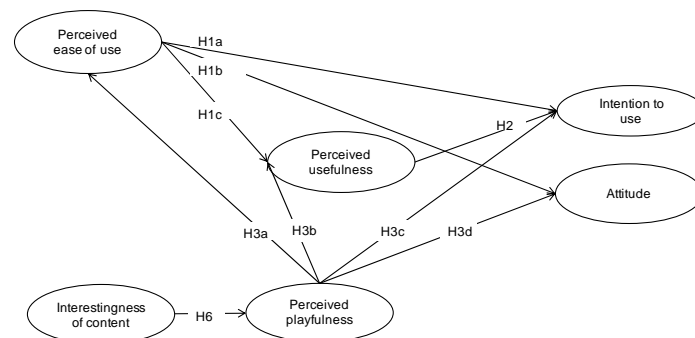 Perceived
ease of use
H1a
H1b
H1c
Intention to
use
H2
Perceived
usefulness
Attitude
H3a
H3b
H3c
H3d
Interestingness
of content
H6
Perceived
playfulness